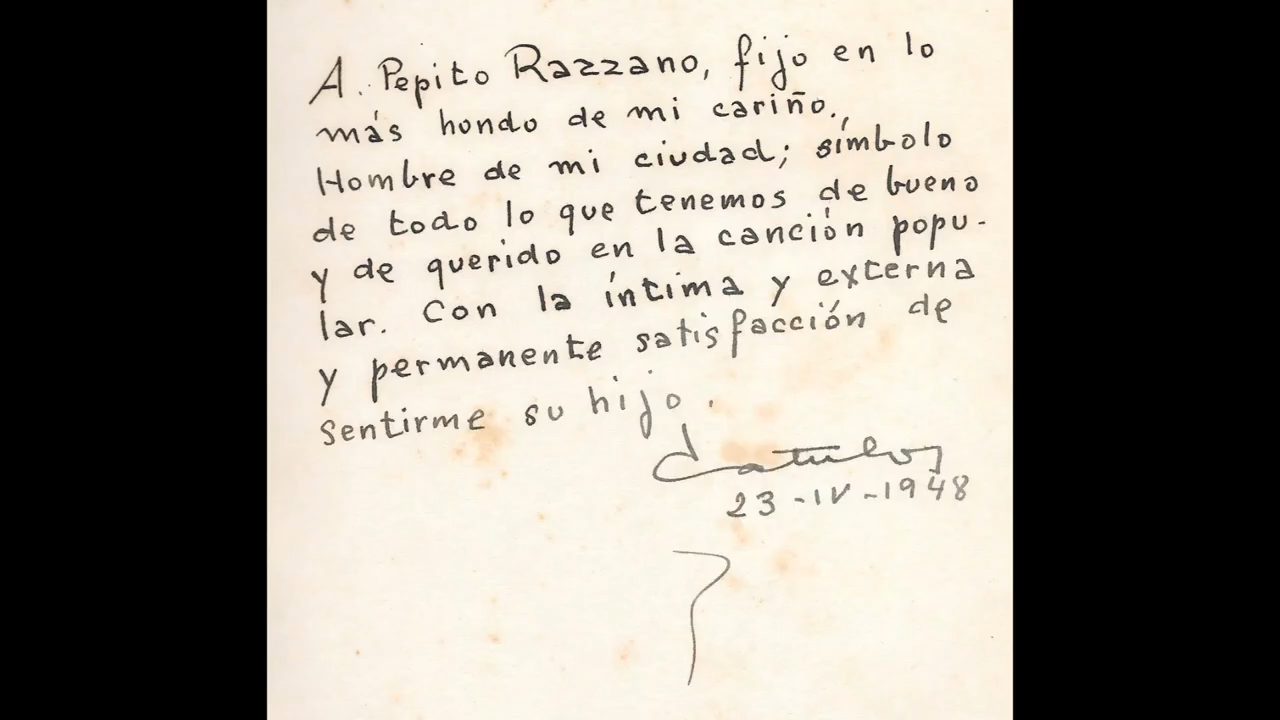 A. Pepito Razzano, fijo en lo
más hondo de mi cariño.
Hombre de mi ciudad; símbolo
de todo lo que tenemos de bueno
y de querido en la canción popu-
lar. Con la íntima y externa
y permanente satisfacción de
sentirme su hijo.
Catulo
23-IV-1948